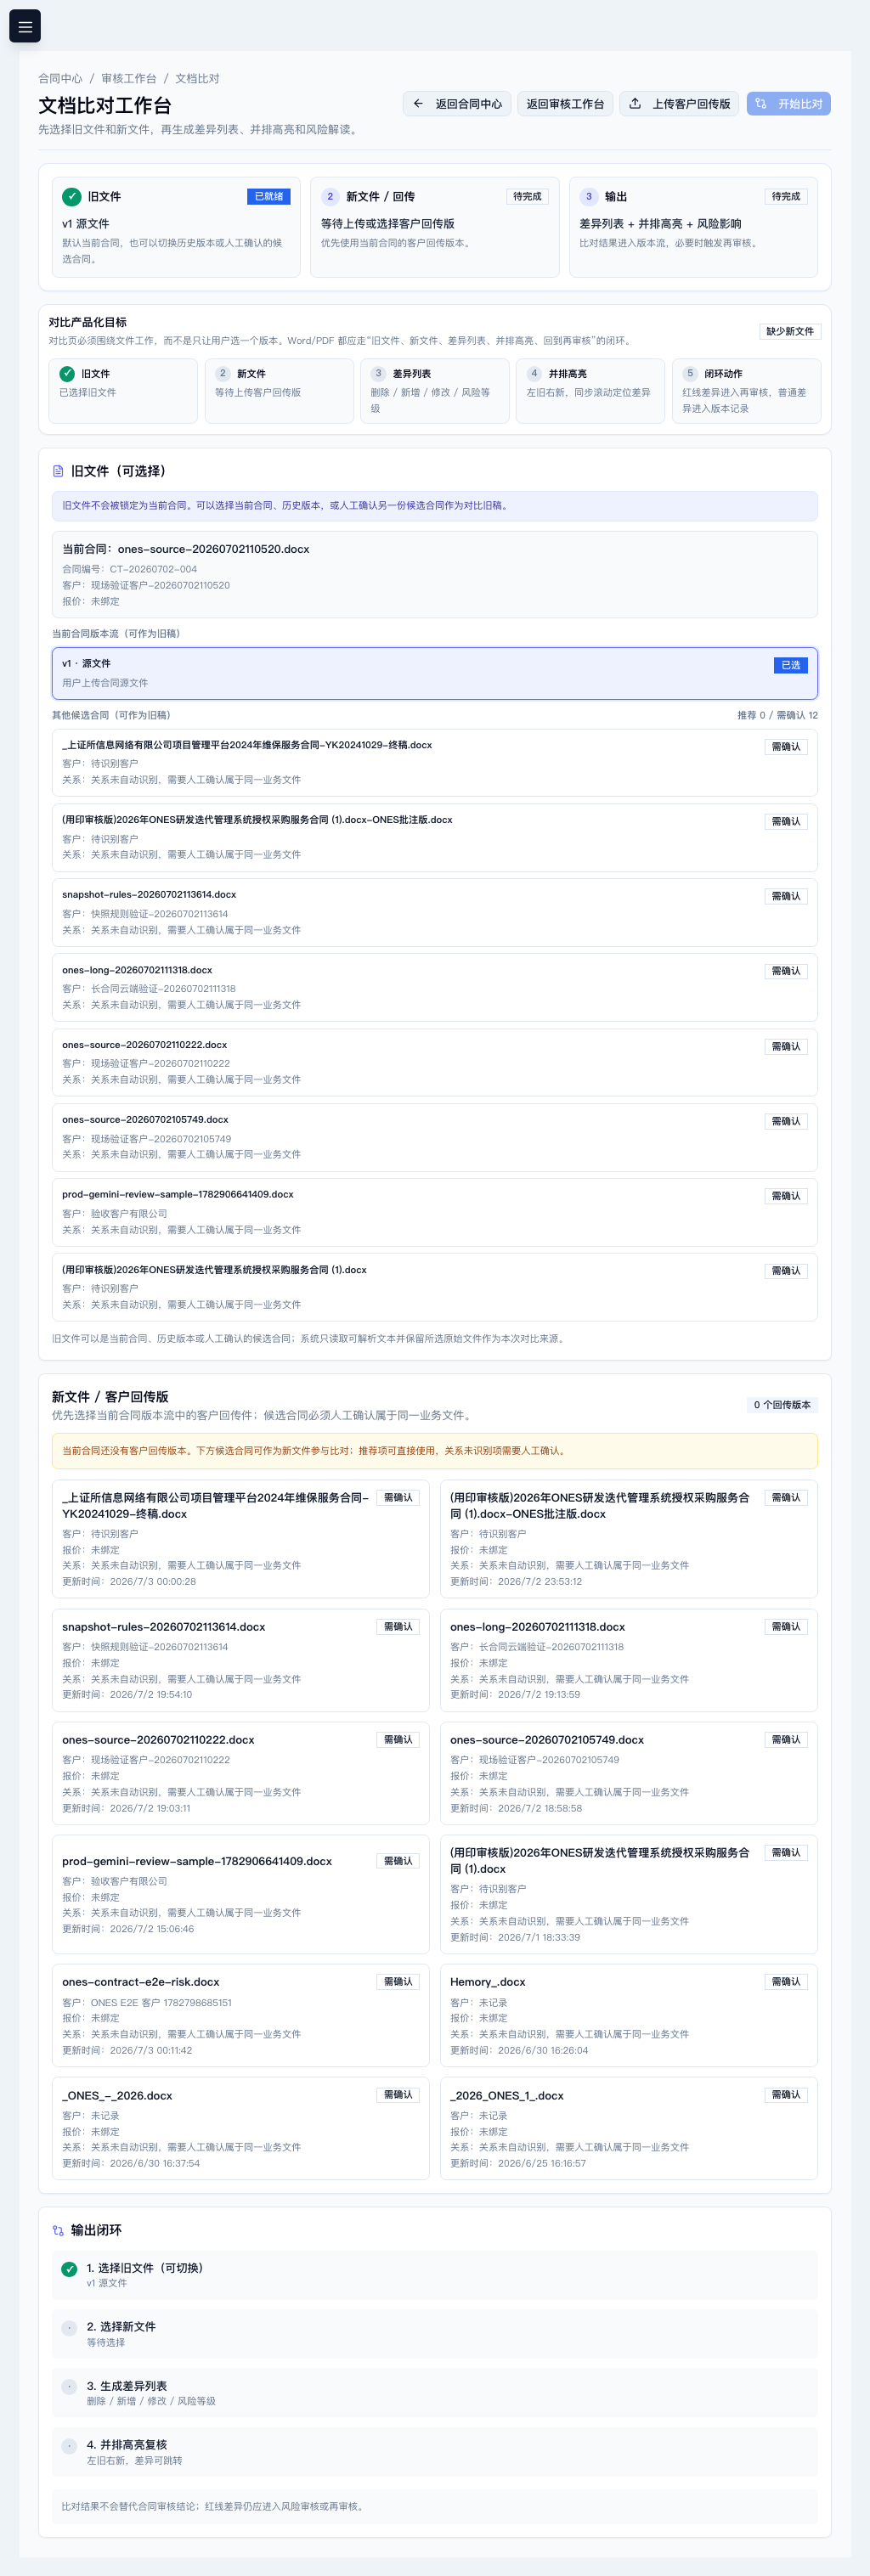 合同中心 / 审核工作台 / 文档比对
文档比对工作台
先选择旧文件和新文件，再生成差异列表、并排高亮和风险解读。
返回合同中心
返回审核工作台
上传客户回传版
开始比对
旧文件
已就绪
v1 源文件
默认当前合同，也可以切换历史版本或人工确认的候
选合同。
2
新文件 / 回传
待完成
等待上传或选择客户回传版
优先使用当前合同的客户回传版本。
3
输出
待完成
差异列表 + 并排高亮 + 风险影响
比对结果进入版本流，必要时触发再审核。
对比产品化目标
对比页必须围绕文件工作，而不是只让用户选一个版本。Word/PDF 都应走“旧文件、新文件、差异列表、并排高亮、回到再审核”的闭环。
缺少新文件
旧文件
已选择旧文件
2
新文件
等待上传客户回传版
3
差异列表
删除 / 新增 / 修改 / 风险等
级
4
并排高亮
左旧右新，同步滚动定位差异
5
闭环动作
红线差异进入再审核，普通差
异进入版本记录
旧文件（可选择）
旧文件不会被锁定为当前合同。可以选择当前合同、历史版本，或人工确认另一份候选合同作为对比旧稿。
当前合同：ones-source-20260702110520.docx
合同编号：CT-20260702-004
客户：现场验证客户-20260702110520
报价：未绑定
当前合同版本流（可作为旧稿）
v1 · 源文件
已选
用户上传合同源文件
其他候选合同（可作为旧稿）
推荐 0 / 需确认 12
_上证所信息网络有限公司项目管理平台2024年维保服务合同-YK20241029-终稿.docx
需确认
客户：待识别客户
关系：关系未自动识别，需要人工确认属于同一业务文件
(用印审核版)2026年ONES研发迭代管理系统授权采购服务合同 (1).docx-ONES批注版.docx
需确认
客户：待识别客户
关系：关系未自动识别，需要人工确认属于同一业务文件
snapshot-rules-20260702113614.docx
需确认
客户：快照规则验证-20260702113614
关系：关系未自动识别，需要人工确认属于同一业务文件
ones-long-20260702111318.docx
需确认
客户：长合同云端验证-20260702111318
关系：关系未自动识别，需要人工确认属于同一业务文件
ones-source-20260702110222.docx
需确认
客户：现场验证客户-20260702110222
关系：关系未自动识别，需要人工确认属于同一业务文件
ones-source-20260702105749.docx
需确认
客户：现场验证客户-20260702105749
关系：关系未自动识别，需要人工确认属于同一业务文件
prod-gemini-review-sample-1782906641409.docx
需确认
客户：验收客户有限公司
关系：关系未自动识别，需要人工确认属于同一业务文件
(用印审核版)2026年ONES研发迭代管理系统授权采购服务合同 (1).docx
需确认
客户：待识别客户
关系：关系未自动识别，需要人工确认属于同一业务文件
旧文件可以是当前合同、历史版本或人工确认的候选合同；系统只读取可解析文本并保留所选原始文件作为本次对比来源。
新文件 / 客户回传版
优先选择当前合同版本流中的客户回传件；候选合同必须人工确认属于同一业务文件。
0 个回传版本
当前合同还没有客户回传版本。下方候选合同可作为新文件参与比对；推荐项可直接使用，关系未识别项需要人工确认。
_上证所信息网络有限公司项目管理平台2024年维保服务合同-
YK20241029-终稿.docx
需确认
客户：待识别客户
报价：未绑定
关系：关系未自动识别，需要人工确认属于同一业务文件
更新时间：2026/7/3 00:00:28
(用印审核版)2026年ONES研发迭代管理系统授权采购服务合
同 (1).docx-ONES批注版.docx
需确认
客户：待识别客户
报价：未绑定
关系：关系未自动识别，需要人工确认属于同一业务文件
更新时间：2026/7/2 23:53:12
snapshot-rules-20260702113614.docx
需确认
客户：快照规则验证-20260702113614
报价：未绑定
关系：关系未自动识别，需要人工确认属于同一业务文件
更新时间：2026/7/2 19:54:10
ones-long-20260702111318.docx
需确认
客户：长合同云端验证-20260702111318
报价：未绑定
关系：关系未自动识别，需要人工确认属于同一业务文件
更新时间：2026/7/2 19:13:59
ones-source-20260702110222.docx
需确认
客户：现场验证客户-20260702110222
报价：未绑定
关系：关系未自动识别，需要人工确认属于同一业务文件
更新时间：2026/7/2 19:03:11
ones-source-20260702105749.docx
需确认
客户：现场验证客户-20260702105749
报价：未绑定
关系：关系未自动识别，需要人工确认属于同一业务文件
更新时间：2026/7/2 18:58:58
prod-gemini-review-sample-1782906641409.docx
需确认
客户：验收客户有限公司
报价：未绑定
关系：关系未自动识别，需要人工确认属于同一业务文件
更新时间：2026/7/2 15:06:46
(用印审核版)2026年ONES研发迭代管理系统授权采购服务合
同 (1).docx
需确认
客户：待识别客户
报价：未绑定
关系：关系未自动识别，需要人工确认属于同一业务文件
更新时间：2026/7/1 18:33:39
ones-contract-e2e-risk.docx
需确认
客户：ONES E2E 客户 1782798685151
报价：未绑定
关系：关系未自动识别，需要人工确认属于同一业务文件
更新时间：2026/7/3 00:11:42
Hemory_.docx
需确认
客户：未记录
报价：未绑定
关系：关系未自动识别，需要人工确认属于同一业务文件
更新时间：2026/6/30 16:26:04
_ONES_-_2026.docx
需确认
客户：未记录
报价：未绑定
关系：关系未自动识别，需要人工确认属于同一业务文件
更新时间：2026/6/30 16:37:54
_2026_ONES_1_.docx
需确认
客户：未记录
报价：未绑定
关系：关系未自动识别，需要人工确认属于同一业务文件
更新时间：2026/6/25 16:16:57
输出闭环
1. 选择旧文件（可切换）
v1 源文件
2. 选择新文件
等待选择
3. 生成差异列表
删除 / 新增 / 修改 / 风险等级
4. 并排高亮复核
左旧右新，差异可跳转
比对结果不会替代合同审核结论；红线差异仍应进入风险审核或再审核。